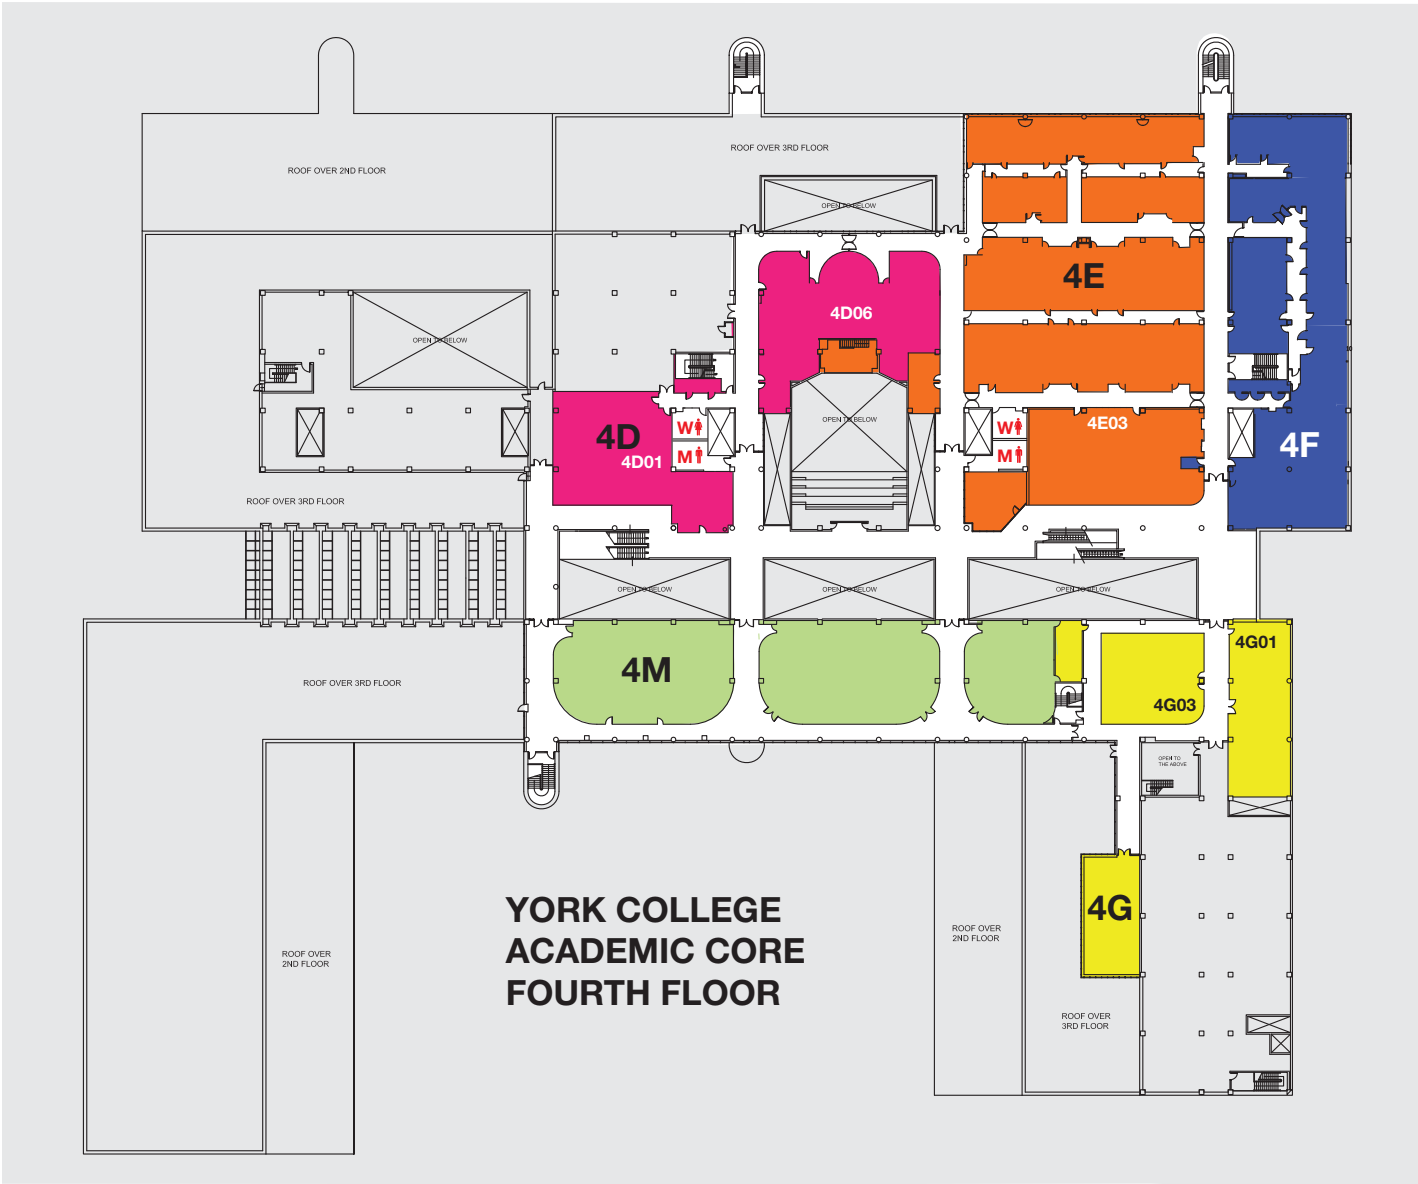 ROOF OVER 2ND FLOOR
ROOF OVER 3RD FLOOR
OPEN TO BELOW
4E
4D06
OPEN TO BELOW
OPEN TO BELOW
4E03
4D
4D01
W
M
W
M
4F
ROOF OVER 3RD FLOOR
OPEN TO BELOW
OPEN TO BELOW
OPEN TO BELOW
4G01
4M
ROOF OVER 3RD FLOOR
4G03
OPEN TO
THE ABOVE
4G
YORK COLLEGE
ACADEMIC CORE
FOURTH FLOOR
ROOF OVER
2ND FLOOR
ROOF OVER
2ND FLOOR
ROOF OVER
3RD FLOOR